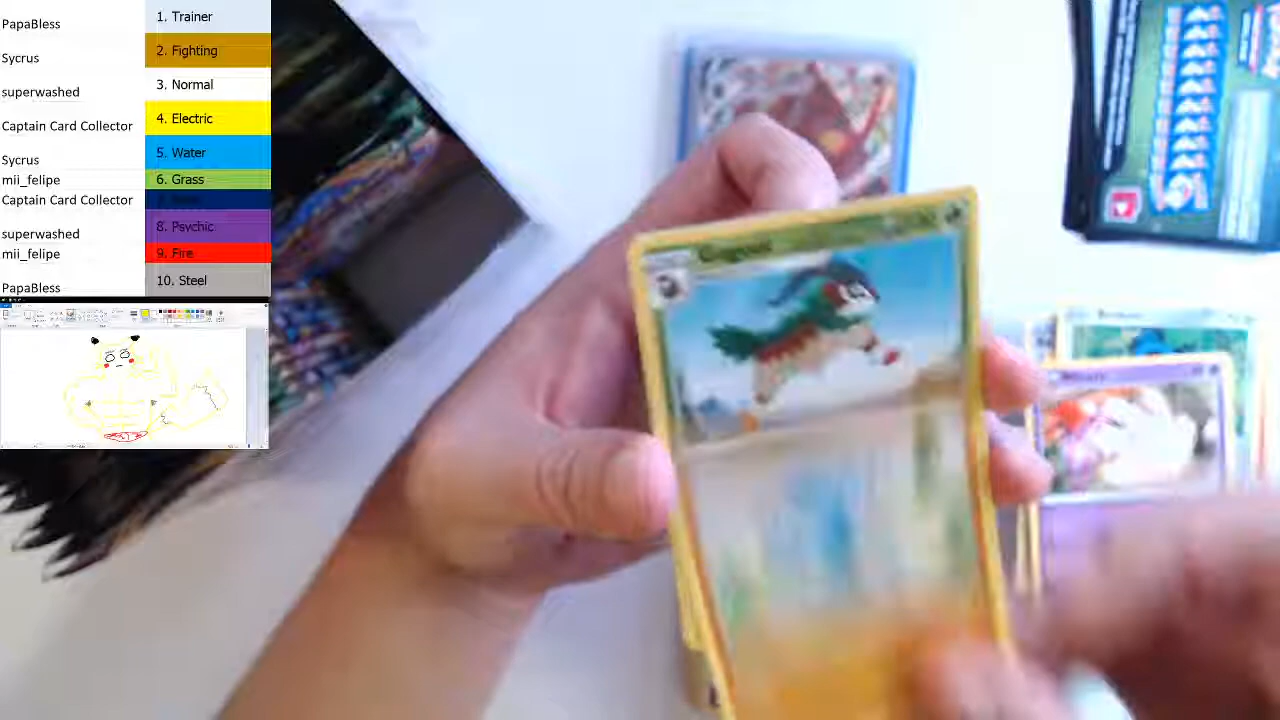 PapaBless 1. Trainer
Sycrus 2. Fighting
superwashed 3. Normal
Captain Card Collector 4. Electric
Sycrus 5. Water
mii_felipe 6. Grass
Captain Card Collector
superwashed 8. Psychic
mii_felipe 9. Fire
PapaBless 10. Steel
Gogoat